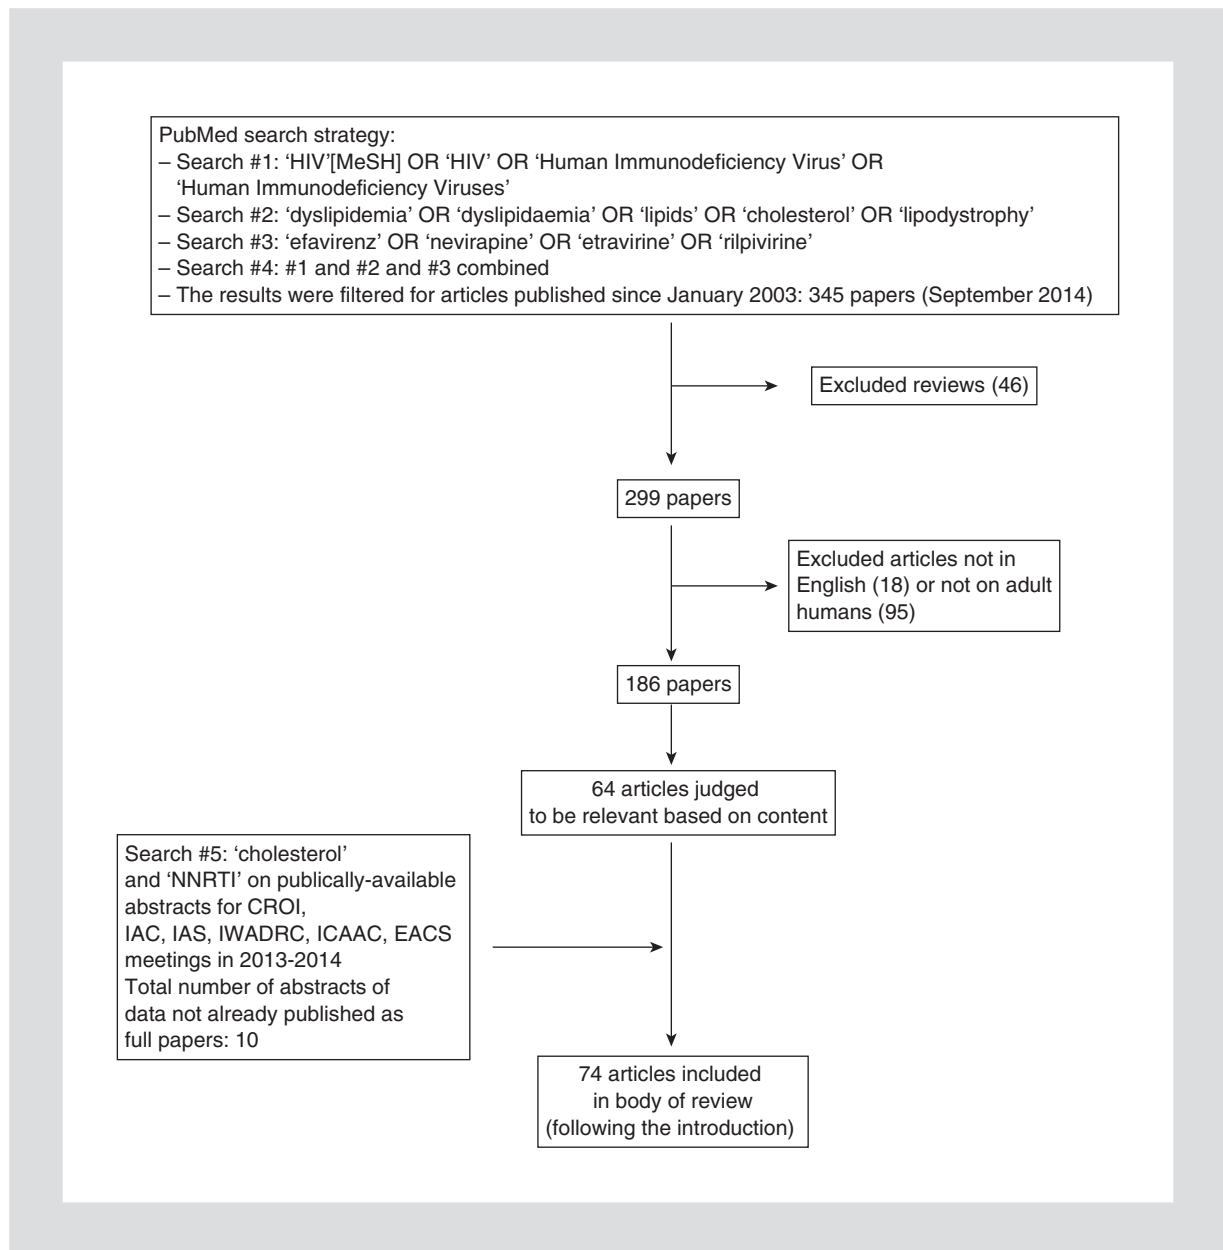 PubMed search strategy:
– Search #1: ‘HIV’[MeSH] OR ‘HIV’ OR ‘Human Immunodeficiency Virus’ OR
‘Human Immunodeficiency Viruses’
– Search #2: ‘dyslipidemia’ OR ‘dyslipidaemia’ OR ‘lipids’ OR ‘cholesterol’ OR ‘lipodystrophy’
– Search #3: ‘efavirenz’ OR ‘nevirapine’ OR ‘etravirine’ OR ‘rilpivirine’
– Search #4: #1 and #2 and #3 combined
– The results were filtered for articles published since January 2003: 345 papers (September 2014)
Excluded reviews (46)
299 papers
Excluded articles not in
English (18) or not on adult
humans (95)
186 papers
64 articles judged
to be relevant based on content
Search #5: ‘cholesterol’
and ‘NNRTI’ on publically-available
abstracts for CROI,
IAC, IAS, IWADRC, ICAAC, EACS
meetings in 2013-2014
Total number of abstracts of
data not already published as
full papers: 10
74 articles included
in body of review
(following the introduction)